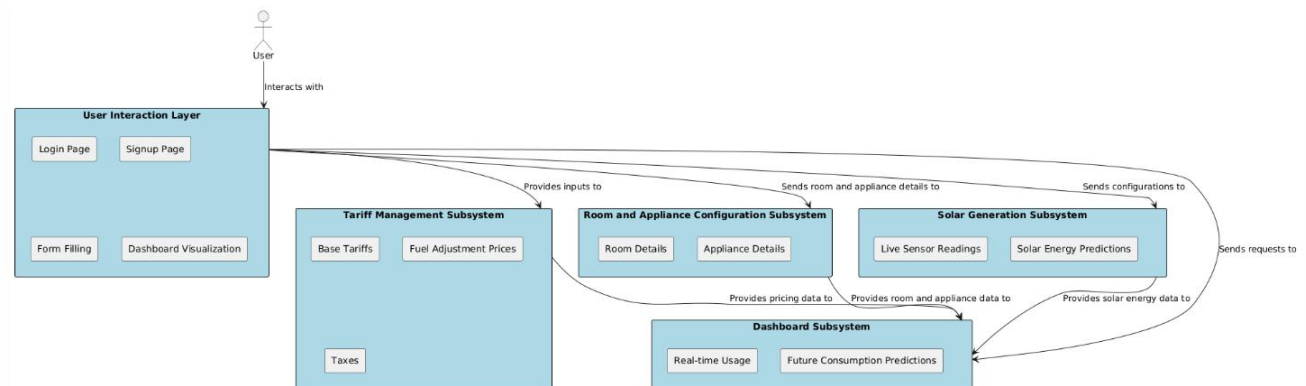 User
Interacts with
User Interaction Layer
Login Page
Signup Page
Form Filling
Dashboard Visualization
Provides inputs to
Sends room and appliance details to
Sends configurations to
Sends requests to
Tariff Management Subsystem
Base Tariffs
Fuel Adjustment Prices
Taxes
Room and Appliance Configuration Subsystem
Room Details
Appliance Details
Solar Generation Subsystem
Live Sensor Readings
Solar Energy Predictions
Provides pricing data to
Provides room and appliance data to
Provides solar energy data to
Dashboard Subsystem
Real-time Usage
Future Consumption Predictions